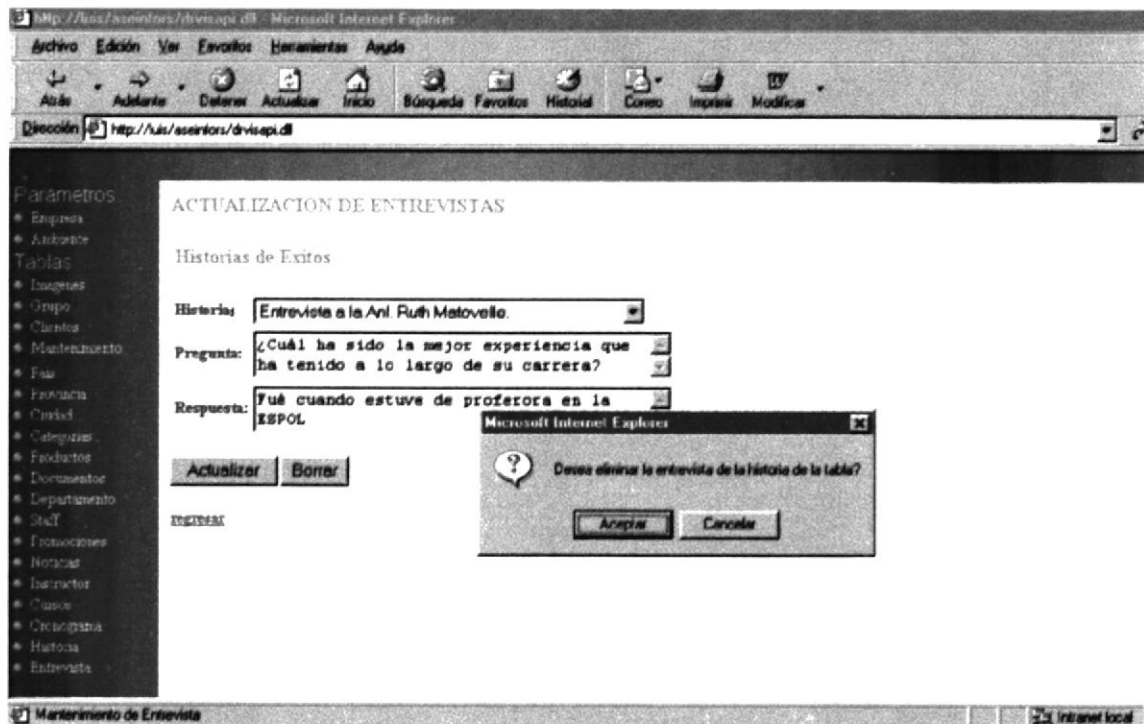 http://luis/aseinfors/drvisapi.dll - Microsoft Internet Explorer
Archivo Edición Ver Favoritos Herramientas Ayuda
Atrás Adelante Detener Actualizar Inicio Búsqueda Favoritos Historial Correo Imprimir Modificar
Dirección http://luis/aseinfors/drvisapi.dll
Parametros
Empresa
Ambiente
Tablas
Imagenes
Grupo
Clientes
Mantenimiento
Pais
Provincia
Ciudad
Categorias
Productos
Documentos
Departamento
Staff
Promociones
Noticias
Instructor
Cursos
Cronograma
Historia
Entrevista
ACTUALIZACION DE ENTREVISTAS
Historias de Exitos
Historia: Entrevista a la Anl. Ruth Matovelle.
Pregunta: ¿Cuál ha sido la mejor experiencia que
ha tenido a lo largo de su carrera?
Respuesta: Fué cuando estuve de proferora en la
ESPOL
Actualizar Borrar
regresar
Microsoft Internet Explorer
Desea eliminar la entrevista de la historia de la tabla?
Aceptar Cancelar
Mantenimiento de Entrevista
Intranet local